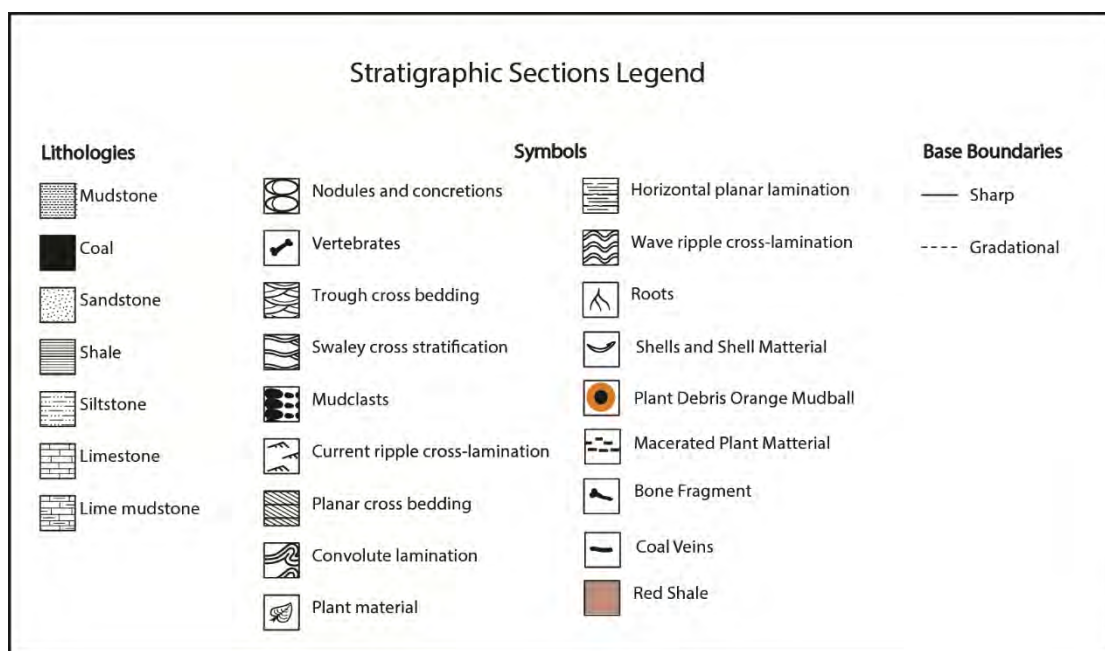 Stratigraphic Sections Legend
Lithologies
Mudstone
Coal
Sandstone
Shale
Siltstone
Limestone
Lime mudstone
Symbols
Nodules and concretions
Vertebrates
Trough cross bedding
Swaley cross stratification
Mudclasts
Current ripple cross-lamination
Planar cross bedding
Convolute lamination
Plant material
Horizontal planar lamination
Wave ripple cross-lamination
Roots
Shells and Shell Material
Plant Debris Orange Mudball
Macerated Plant Matterial
Bone Fragment
Coal Veins
Red Shale
Base Boundaries
Sharp
Gradational